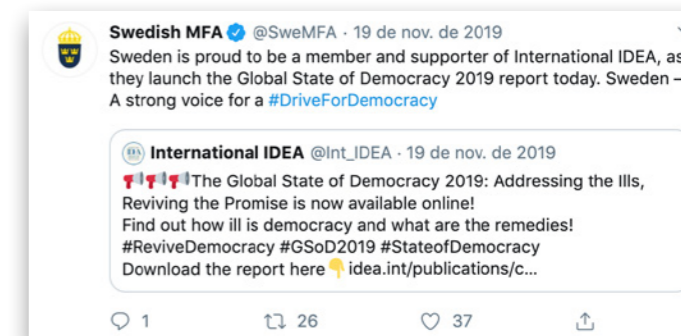 Swedish MFA @SweMFA · 19 de nov. de 2019
Sweden is proud to be a member and supporter of International IDEA, as
they launch the Global State of Democracy 2019 report today. Sweden –
A strong voice for a #DriveForDemocracy
International IDEA @Int_IDEA · 19 de nov. de 2019
📢📢📢The Global State of Democracy 2019: Addressing the Ills,
Reviving the Promise is now available online!
Find out how ill is democracy and what are the remedies!
#ReviveDemocracy #GSoD2019 #StateofDemocracy
Download the report here👇idea.int/publications/c...
1 26 37